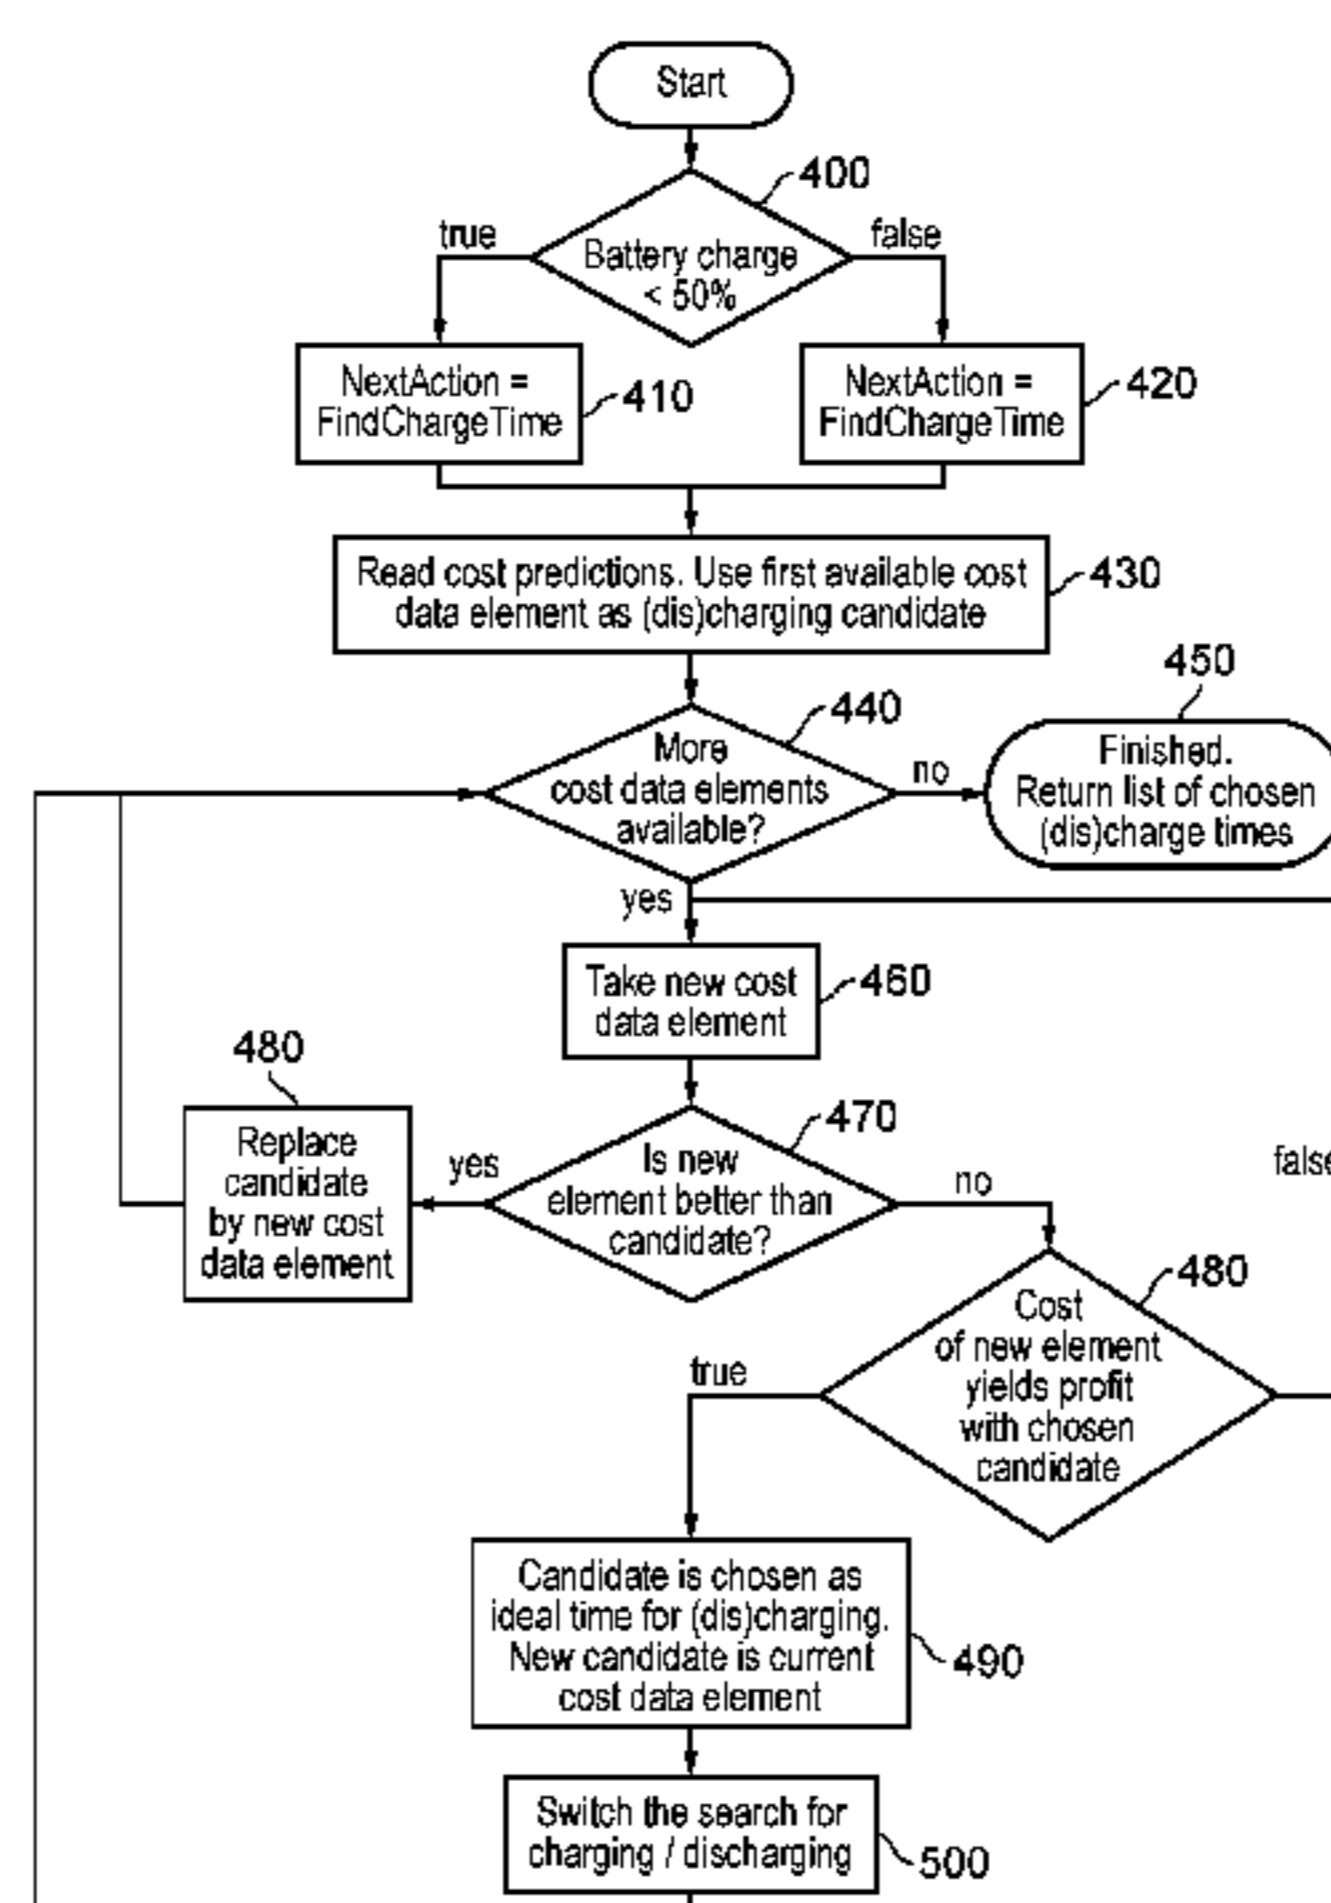 Start
400
true
false
Battery charge
< 50%
NextAction =
FindChargeTime
410
NextAction =
FindChargeTime
420
Read cost predictions. Use first available cost
data element as (dis)charging candidate
430
450
440
More
cost data elements
available?
no
Finished.
Return list of chosen
(dis)charge times
yes
Take new cost
data element
460
480
Replace
candidate
by new cost
data element
yes
470
Is new
element better than
candidate?
no
false
480
Cost
of new element
yields profit
with chosen
candidate
true
Candidate is chosen as
ideal time for (dis)charging.
New candidate is current
cost data element
490
Switch the search for
charging / discharging
500